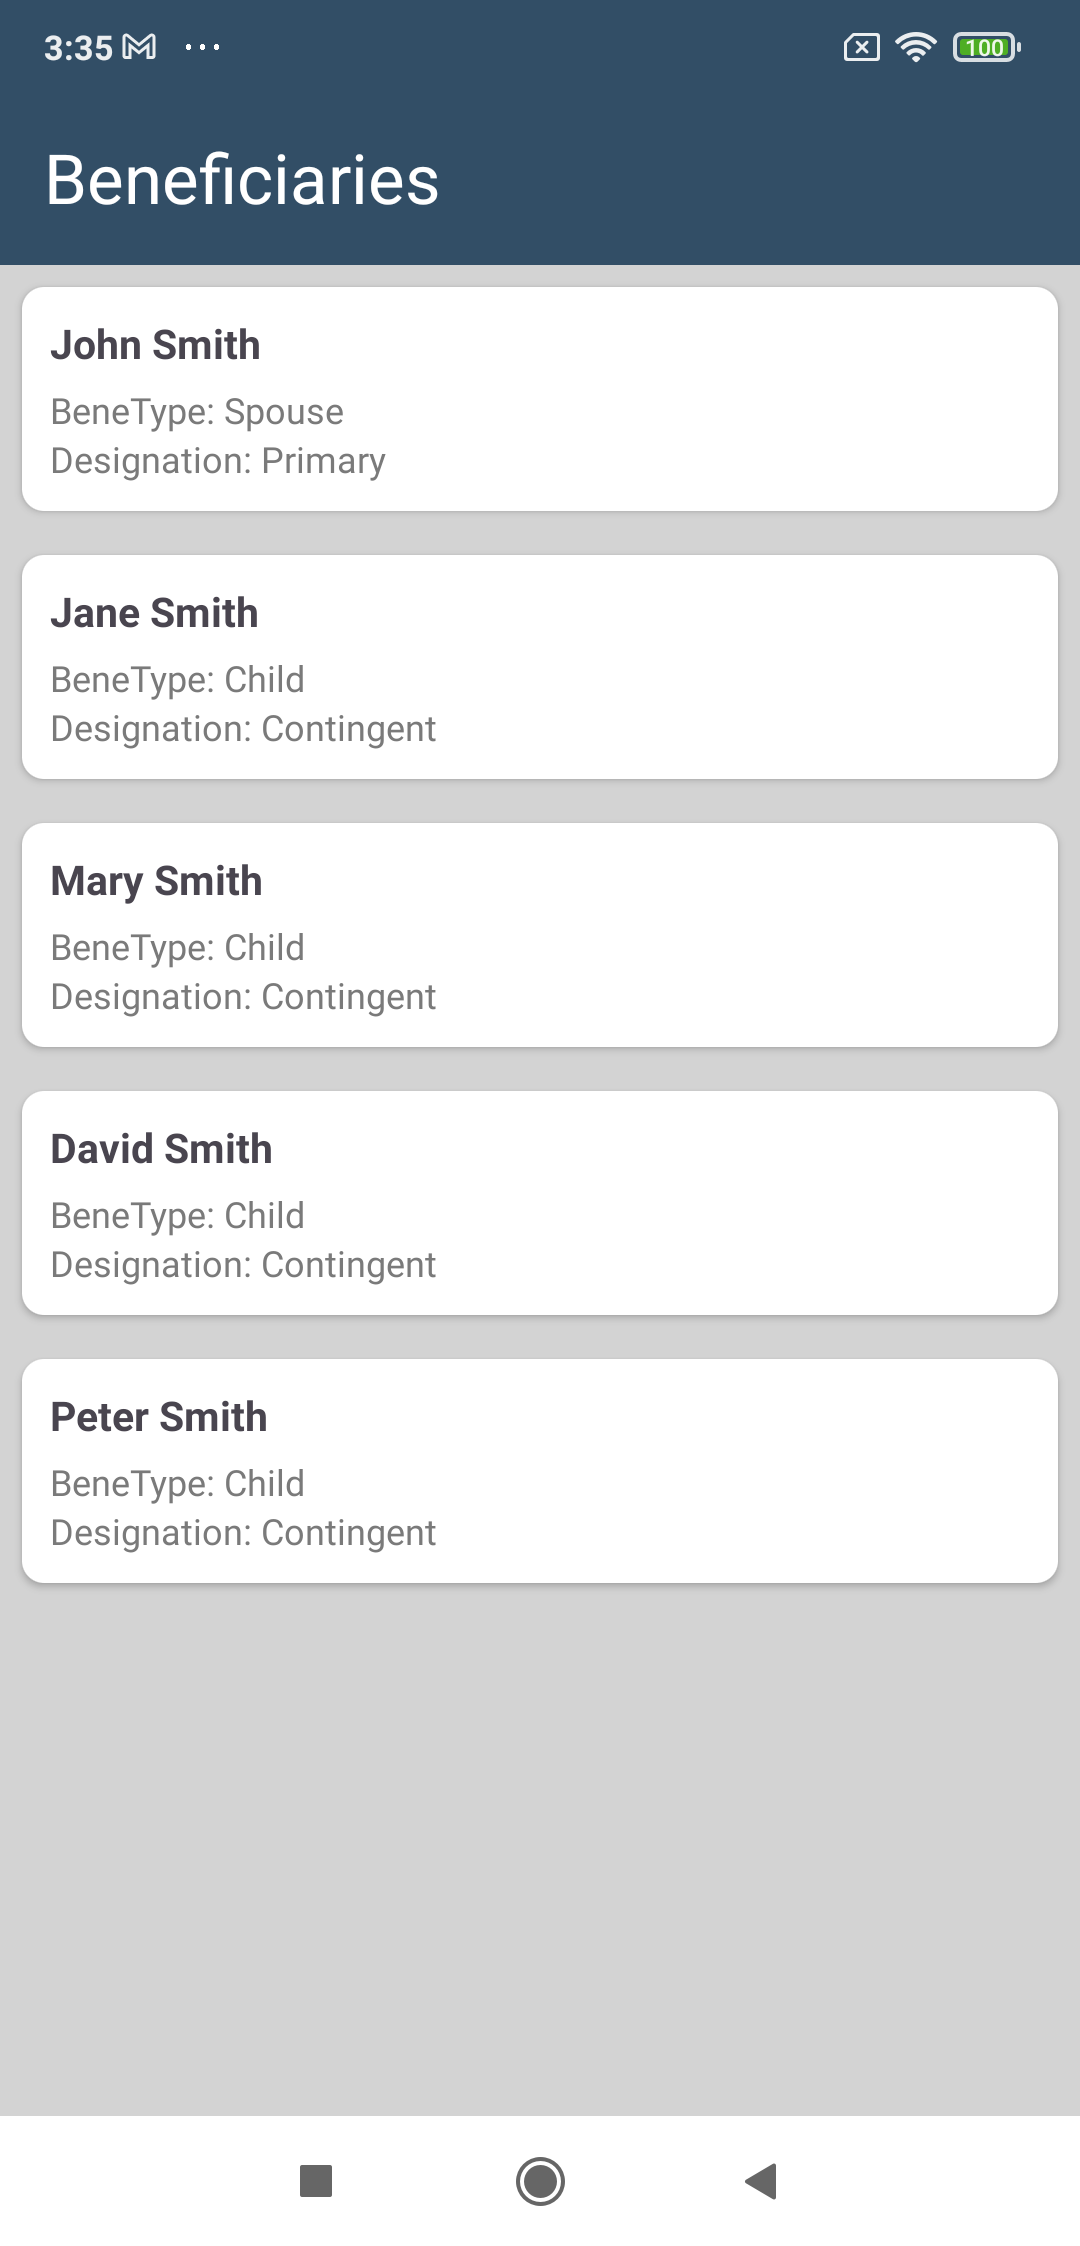 3:35
100
Beneficiaries
John Smith
BeneType: Spouse
Designation: Primary
Jane Smith
BeneType: Child
Designation: Contingent
Mary Smith
BeneType: Child
Designation: Contingent
David Smith
BeneType: Child
Designation: Contingent
Peter Smith
BeneType: Child
Designation: Contingent